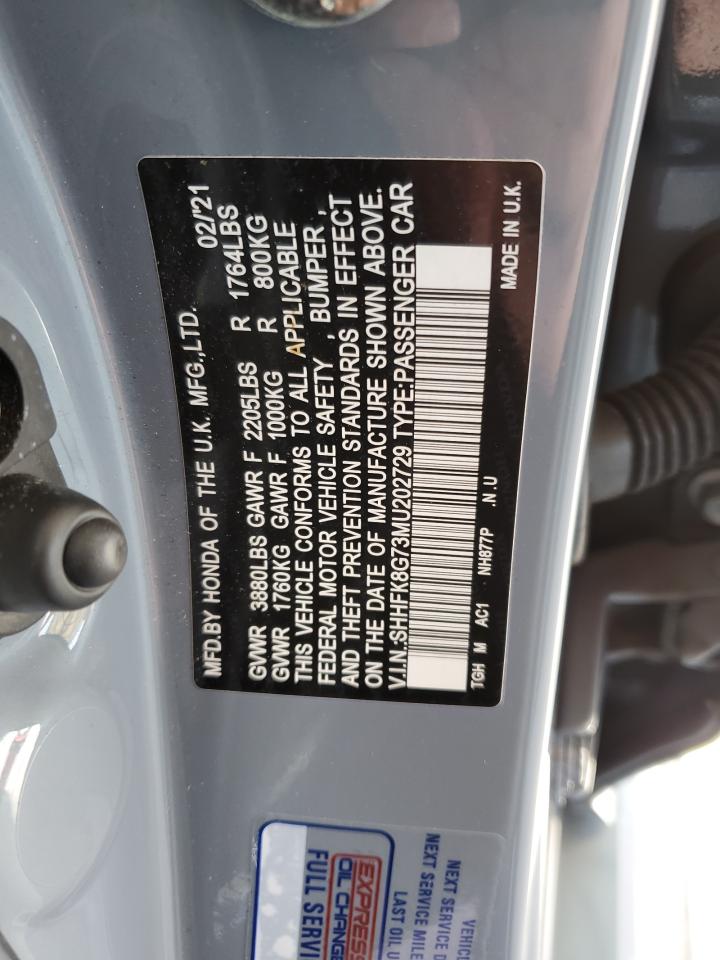 MFD.BY HONDA OF THE U.K. MFG.,LTD. 02/'21
GVWR 3880LBS GAWR F 2205LBS R 1764LBS
GVWR 1760KG GAWR F 1000KG R 800KG
THIS VEHICLE CONFORMS TO ALL APPLICABLE
FEDERAL MOTOR VEHICLE SAFETY , BUMPER ,
AND THEFT PREVENTION STANDARDS IN EFFECT
ON THE DATE OF MANUFACTURE SHOWN ABOVE.
V.I.N.:SHHFK8G73MU202729 TYPE:PASSENGER CAR
TGH M AC1 NH877P .N.U MADE IN U.K.
EXPRESS
OIL CHANGE
FULL SERVI
VEHIC
NEXT SERVICE D
NEXT SERVICE MILE
LAST OIL U